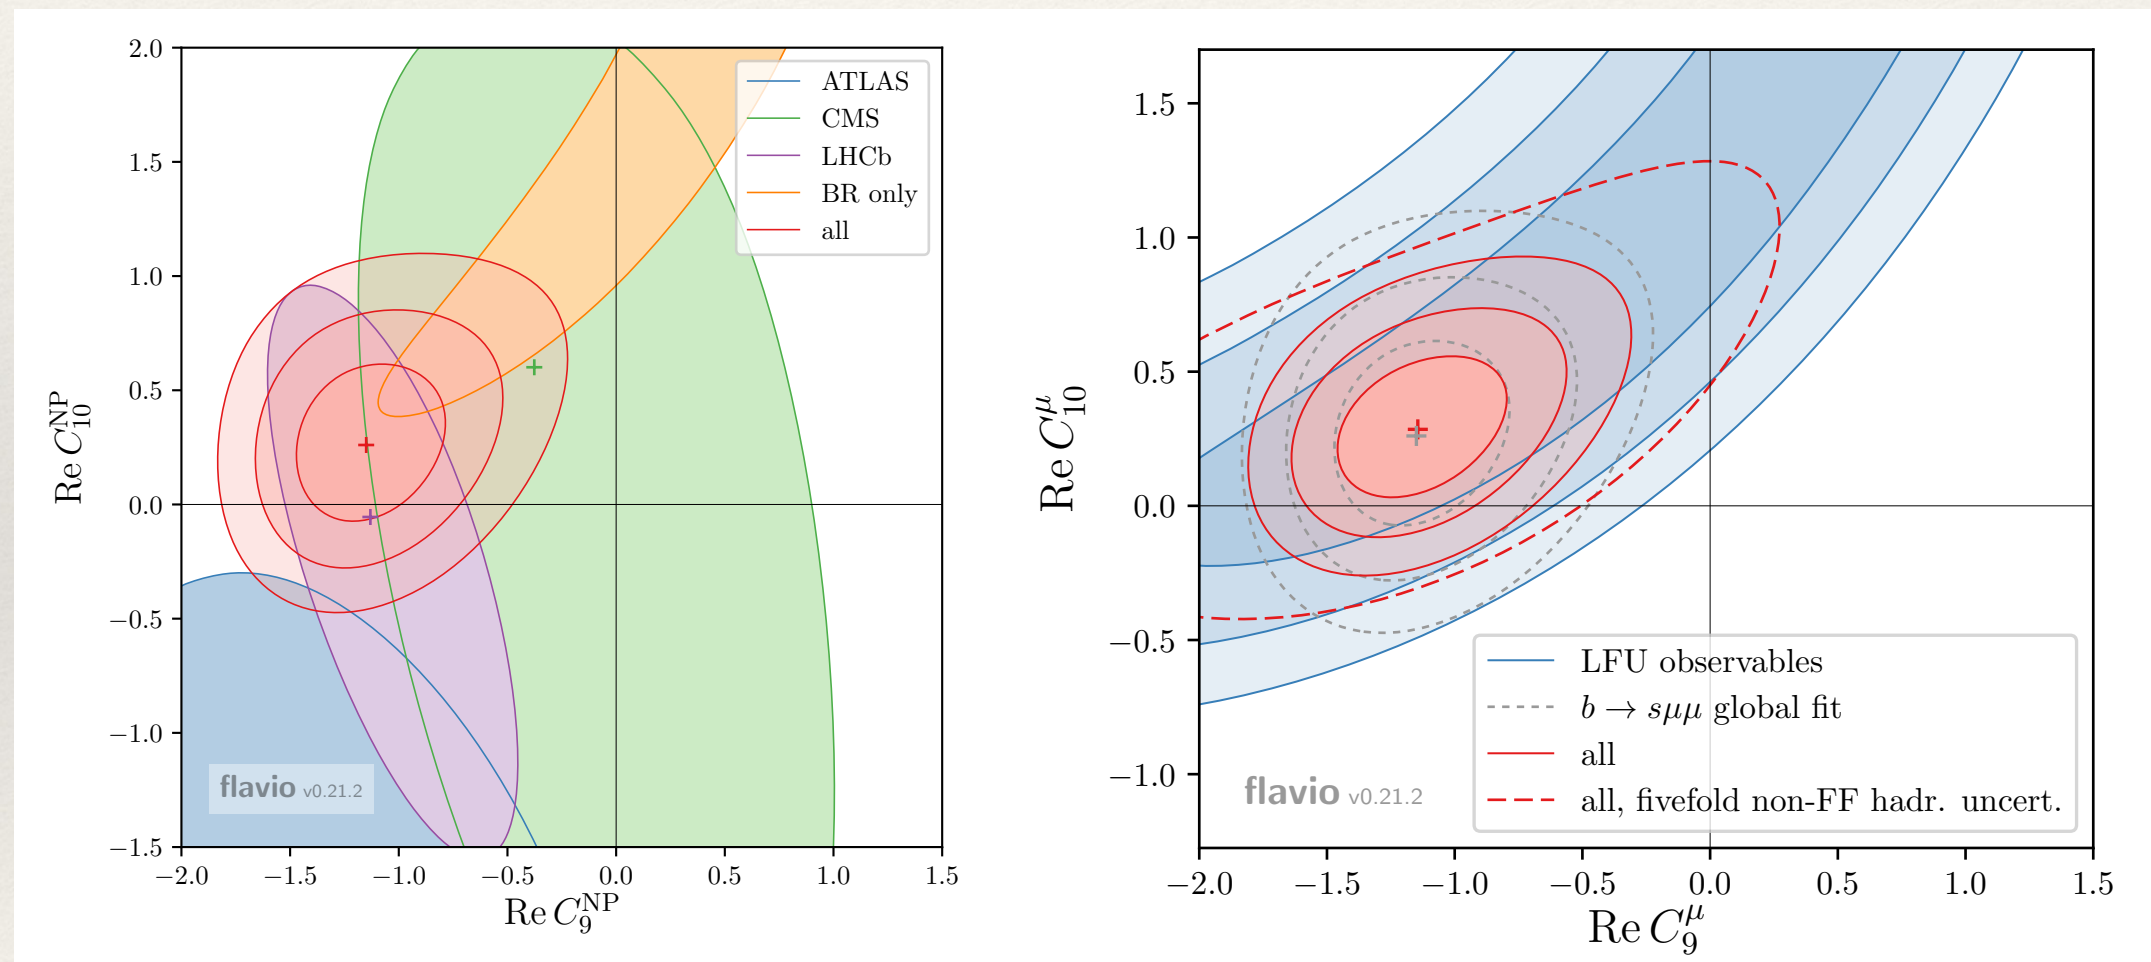 2.0
1.5
1.0
0.5
0.0
−0.5
−1.0
−1.5
−2.0 −1.5 −1.0 −0.5 0.0 0.5 1.0 1.5
Re C₉ᴺᴾ
Re C₁₀ᴺᴾ
ATLAS
CMS
LHCb
BR only
all
flavio v0.21.2
1.5
1.0
0.5
0.0
−0.5
−1.0
−2.0 −1.5 −1.0 −0.5 0.0 0.5 1.0 1.5
Re C₉^μ
Re C₁₀^μ
LFU observables
b → sμμ global fit
all
all, fivefold non-FF hadr. uncert.
flavio v0.21.2